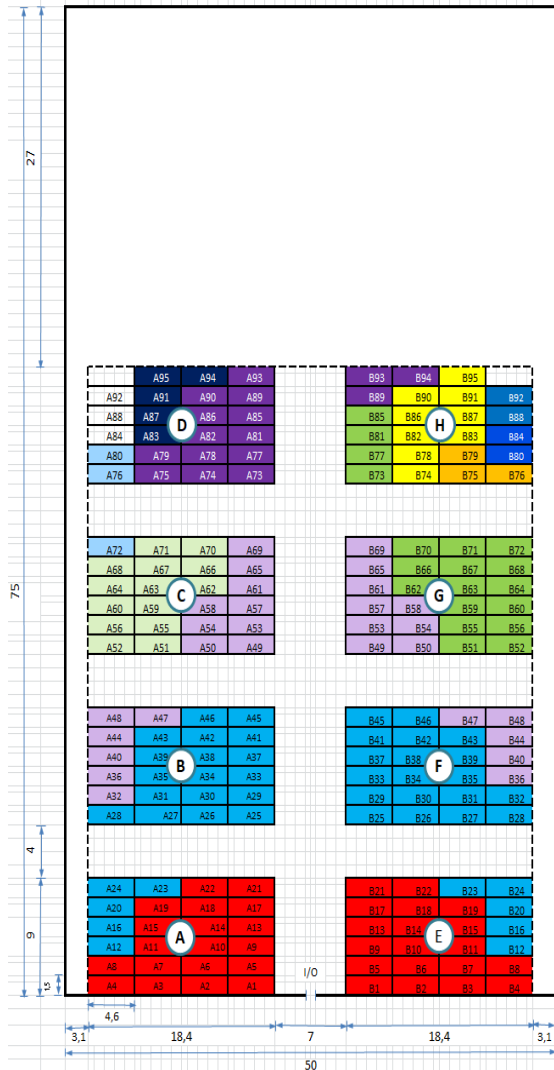 27
A95 A94 A93 B93 B94 B95
A92 A91 A90 A89 B89 B90 B91 B92
A88 A87 A86 A85 B85 B86 B87 B88
D H
A84 A83 A82 A81 B81 B82 B83 B84
A80 A79 A78 A77 B77 B78 B79 B80
A76 A75 A74 A73 B73 B74 B75 B76
A72 A71 A70 A69 B69 B70 B71 B72
A68 A67 A66 A65 B65 B66 B67 B68
75
A64 A63 A62 A61 B61 B62 B63 B64
C G
A60 A59 A58 A57 B57 B58 B59 B60
A56 A55 A54 A53 B53 B54 B55 B56
A52 A51 A50 A49 B49 B50 B51 B52
A48 A47 A46 A45 B45 B46 B47 B48
A44 A43 A42 A41 B41 B42 B43 B44
A40 A39 A38 A37 B37 B38 B39 B40
B F
A36 A35 A34 A33 B33 B34 B35 B36
A32 A31 A30 A29 B29 B30 B31 B32
A28 A27 A26 A25 B25 B26 B27 B28
4
A24 A23 A22 A21 B21 B22 B23 B24
A20 A19 A18 A17 B17 B18 B19 B20
A16 A15 A14 A13 B13 B14 B15 B16
9
A E
A12 A11 A10 A9 B9 B10 B11 B12
A8 A7 A6 A5 I/O B5 B6 B7 B8
1,5
A4 A3 A2 A1 B1 B2 B3 B4
4,6
3,1 18,4 7 18,4 3,1
50